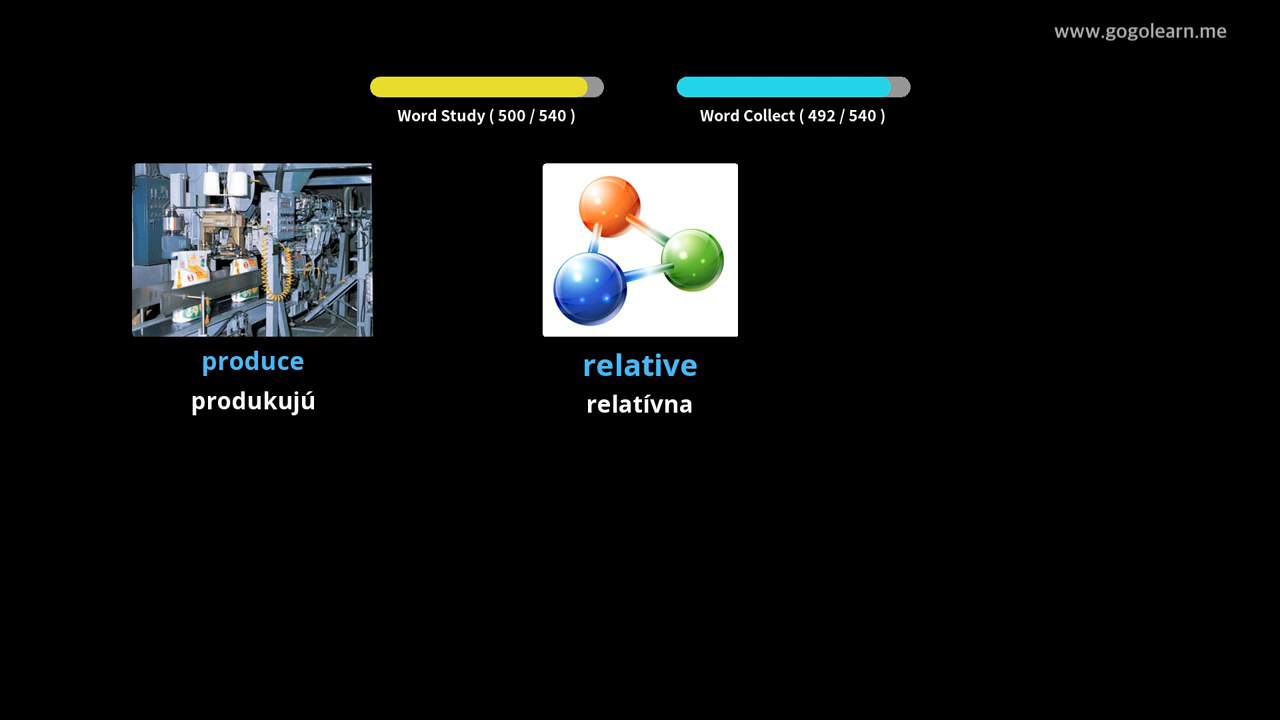 www.gogolearn.me
Word Study ( 500 / 540 )
Word Collect ( 492 / 540 )
produce
produkujú
relative
relatívna